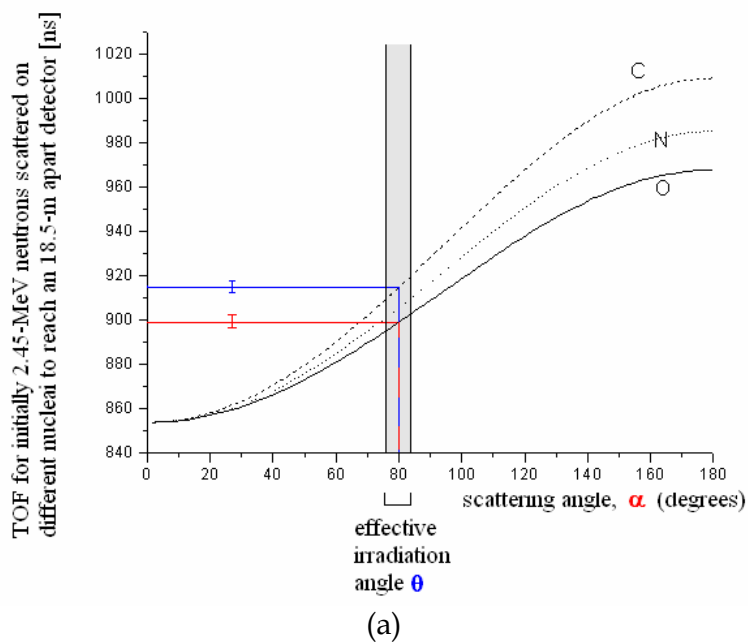 TOF for initially 2.45-MeV neutrons scattered on
different nucleai to reach an 18.5-m apart detector [ns]
1020
1000
980
960
940
920
900
880
860
840
C
N
O
0 20 40 60 80 100 120 140 160 180
scattering angle, α (degrees)
effective
irradiation
angle θ
(a)